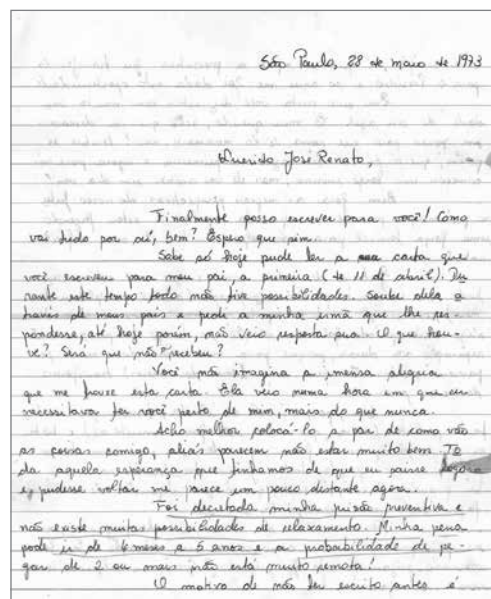 São Paulo, 28 de maio de 1973
Querido José Renato,
Finalmente posso escrever para você! Como
vai tudo por aí, bem? Espero que sim.
Sabe só hoje pude ler a carta que
você escreveu para meu pai, a primeira (de 11 de abril). Du
rante este tempo todo não tive possibilidades. Soube dela a
través de meus pais e pedi a minha irmã que lhe res-
pondesse, até hoje porém, não veio resposta sua. O que hou-
ve? Será que não recebeu?
Você não imagina a imensa alegria
que me trouxe esta carta. Ela veio numa hora em que eu
necessitava ter você perto de mim, mais do que nunca.
Acho melhor colocá-lo a par de como vão
as coisas comigo, aliás parecem não estar muito bem. To
da aquela esperança que tinhamos de que eu saisse logo
e pudesse voltar me parece um pouco distante agora.
Foi decretada minha prisão preventiva e
não existe muitas possibilidades de relaxamento. Minha pena
pode ir de 6 meses a 5 anos e a probabilidade de pe-
gar de 2 ou mais não está muito remota!
O motivo de não ter escrito antes é